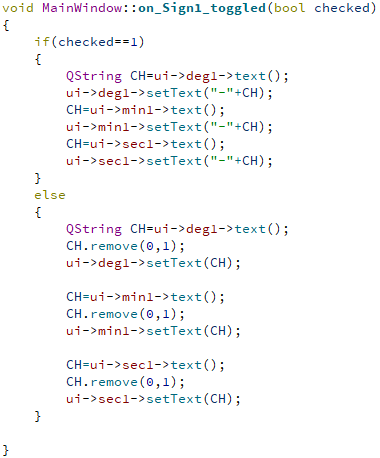 void MainWindow::on_Sign1_toggled(bool checked)
{
    if(checked==1)
    {
        QString CH=ui->deg1->text();
        ui->deg1->setText("-"+CH);
        CH=ui->min1->text();
        ui->min1->setText("-"+CH);
        CH=ui->sec1->text();
        ui->sec1->setText("-"+CH);
    }
    else
    {
        QString CH=ui->deg1->text();
        CH.remove(0,1);
        ui->deg1->setText(CH);

        CH=ui->min1->text();
        CH.remove(0,1);
        ui->min1->setText(CH);

        CH=ui->sec1->text();
        CH.remove(0,1);
        ui->sec1->setText(CH);
    }

}